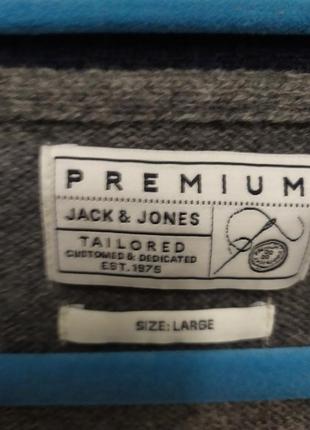 PREMIUM
JACK & JONES
TAILORED
CUSTOMED & DEDICATED
EST. 1975
SIZE: LARGE